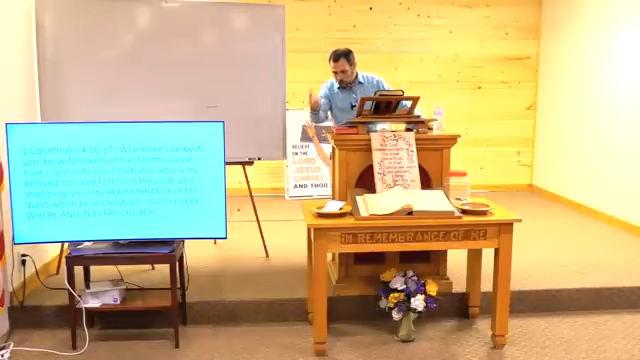 1 Corinthians 4:16-17 Wherefore I beseech
you, be ye followers of me. For this cause
have I sent unto you Timotheus, who is my
beloved son, and faithful in the Lord, who
shall bring you into REMEMBRANCE of MY
WAYS which be in Christ, as I TEACH EVERY
WHERE AND IN EVERY CHURCH.
BELIEVE
ON THE
LORD
JESUS
CHRIST
AND THOU
But God
IN REMEMBRANCE OF ME